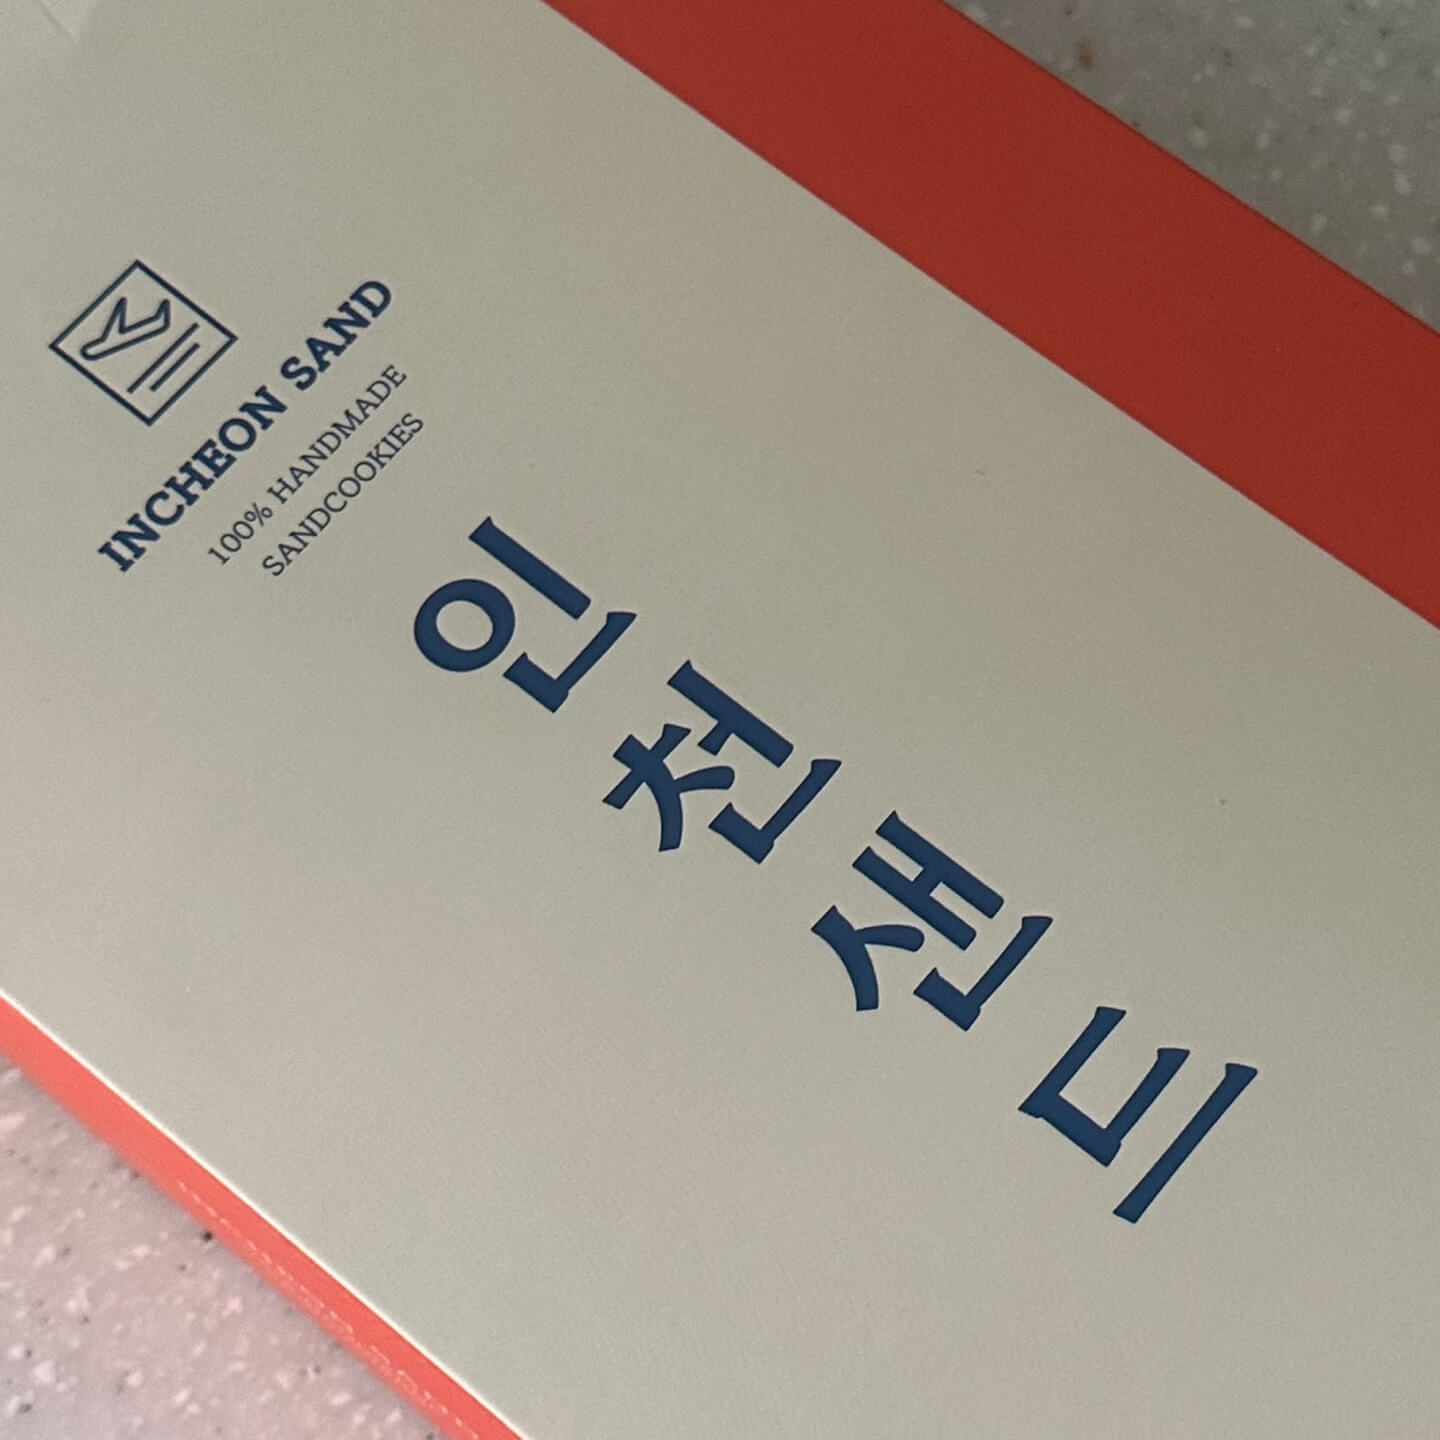 INCHEON SAND
100% HANDMADE
SANDCOOKIES
인천샌드